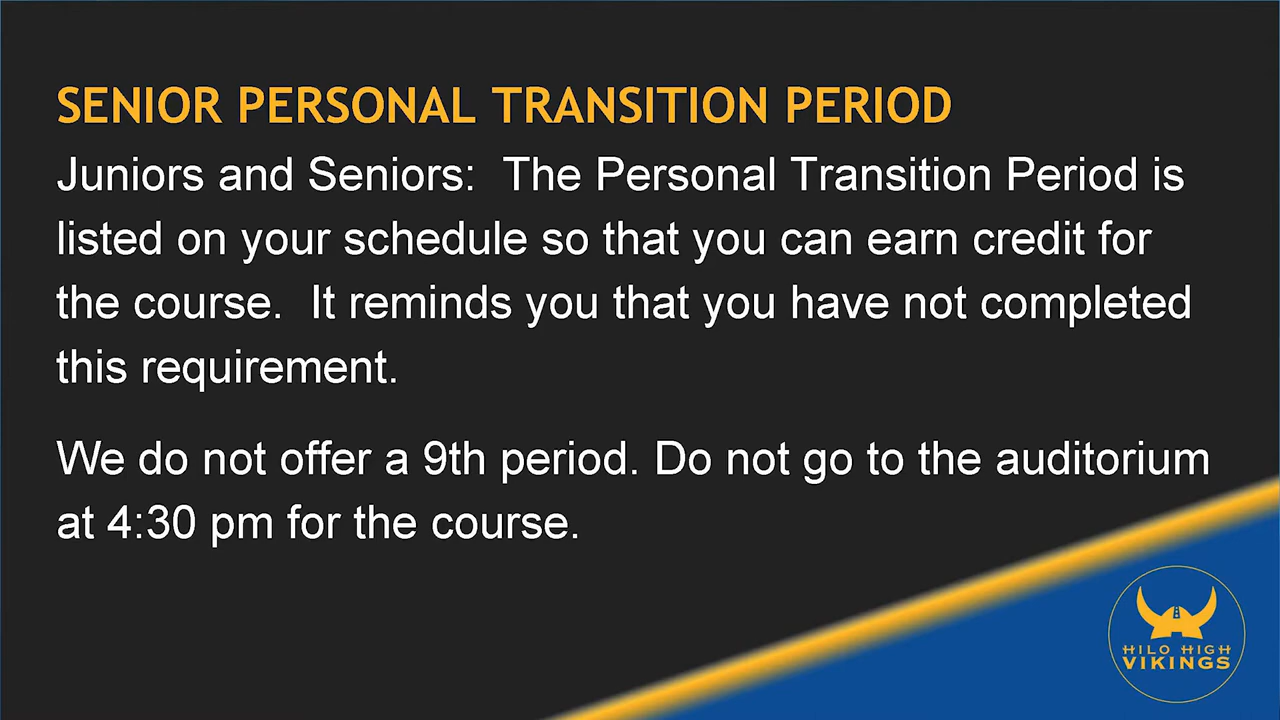 SENIOR PERSONAL TRANSITION PERIOD
Juniors and Seniors:  The Personal Transition Period is
listed on your schedule so that you can earn credit for
the course.  It reminds you that you have not completed
this requirement.
We do not offer a 9th period. Do not go to the auditorium
at 4:30 pm for the course.
HILO HIGH
VIKINGS